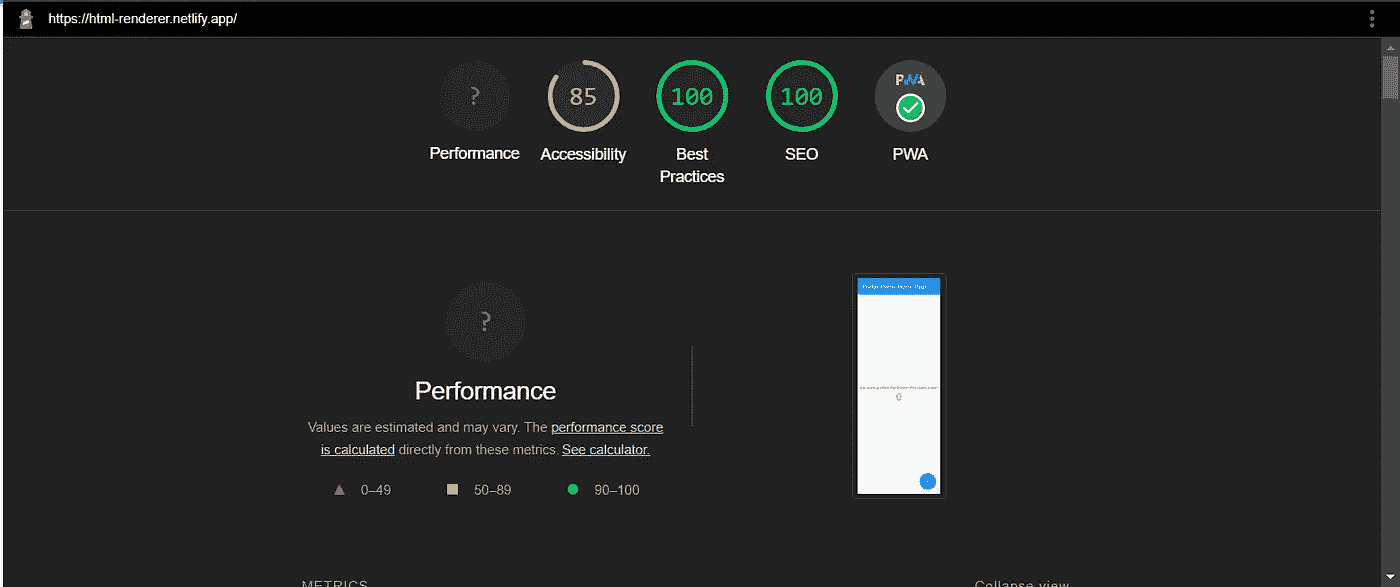 https://html-renderer.netlify.app/
?
85
100
100
PWA
Performance
Accessibility
Best
Practices
SEO
PWA
?
Performance
Values are estimated and may vary. The performance score
is calculated directly from these metrics. See calculator.
0–49
50–89
90–100
METRICS
Collapse view